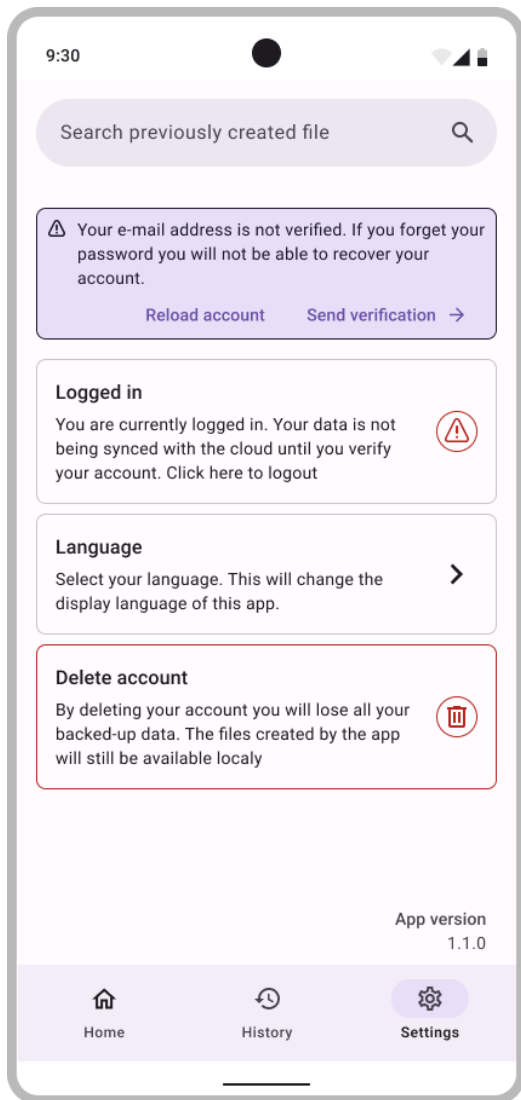 9:30
Search previously created file
Your e-mail address is not verified. If you forget your
password you will not be able to recover your
account.
Reload account Send verification
Logged in
You are currently logged in. Your data is not
being synced with the cloud until you verify
your account. Click here to logout
Language
Select your language. This will change the
display language of this app.
Delete account
By deleting your account you will lose all your
backed-up data. The files created by the app
will still be available localy
App version
1.1.0
Home History Settings